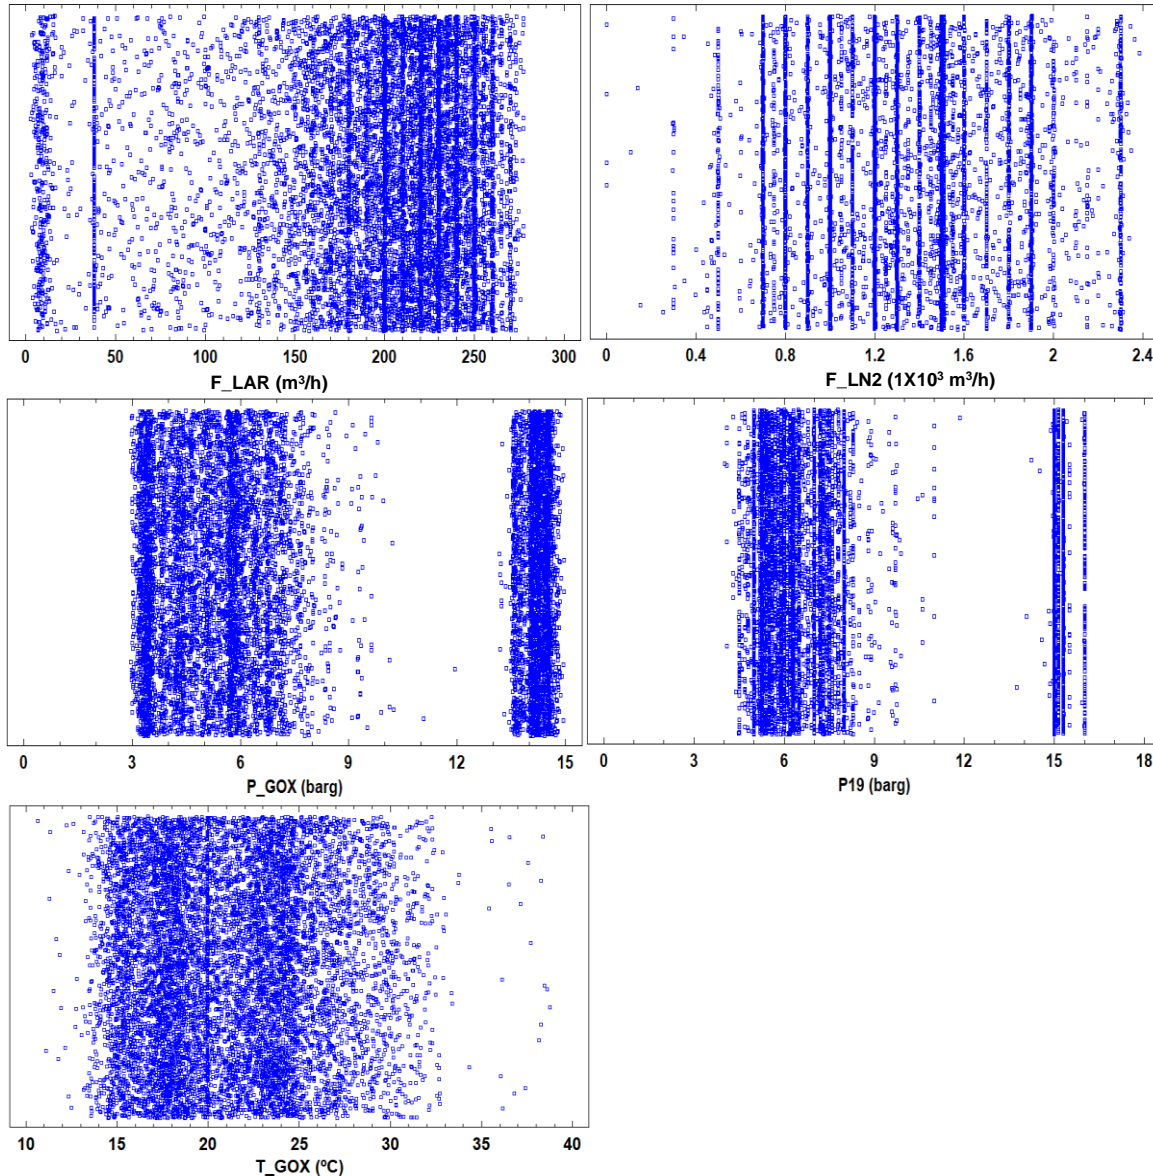 0 50 100 150 200 250 300
F_LAR (m³/h)
0 0.4 0.8 1.2 1.6 2 2.4
F_LN2 (1X10³ m³/h)
0 3 6 9 12 15
P_GOX (barg)
0 3 6 9 12 15 18
P19 (barg)
10 15 20 25 30 35 40
T_GOX (ºC)